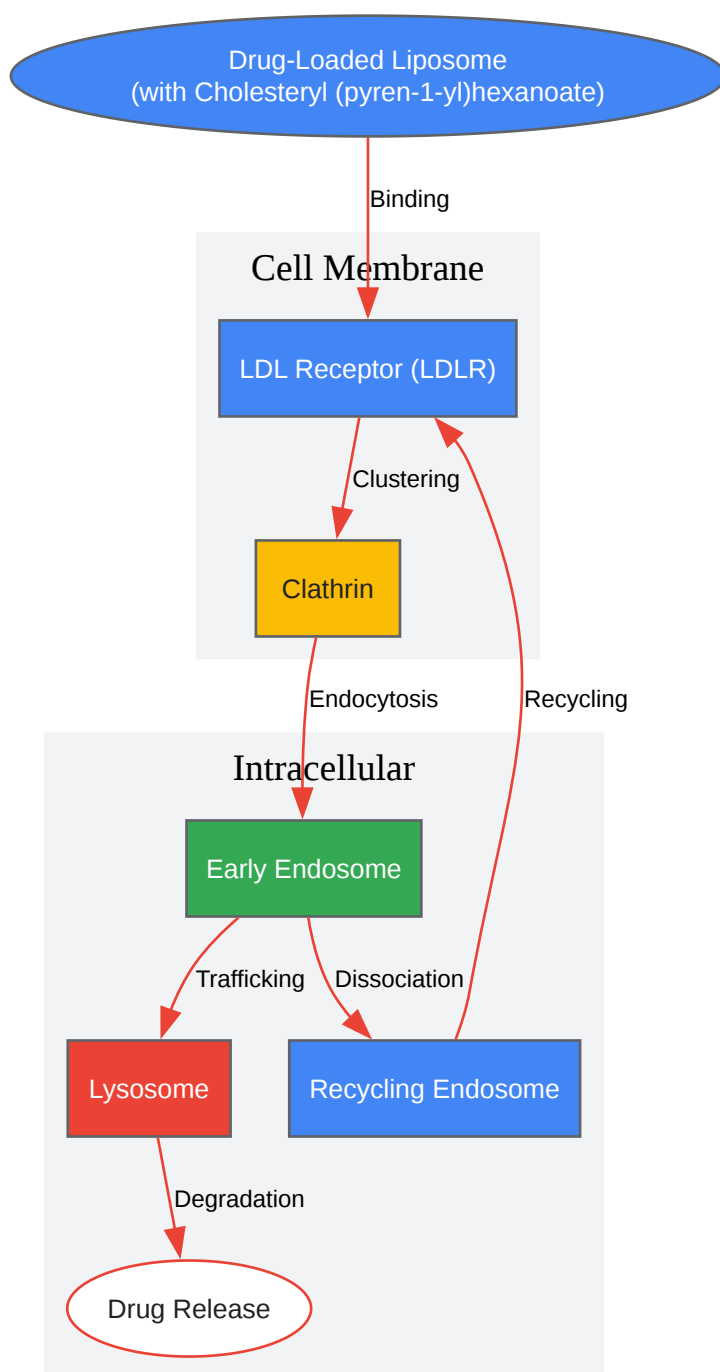 Drug-Loaded Liposome
(with Cholesteryl (pyren-1-yl)hexanoate)
Binding
Cell Membrane
LDL Receptor (LDLR)
Clustering
Clathrin
Endocytosis
Recycling
Intracellular
Early Endosome
Trafficking
Dissociation
Lysosome
Recycling Endosome
Degradation
Drug Release